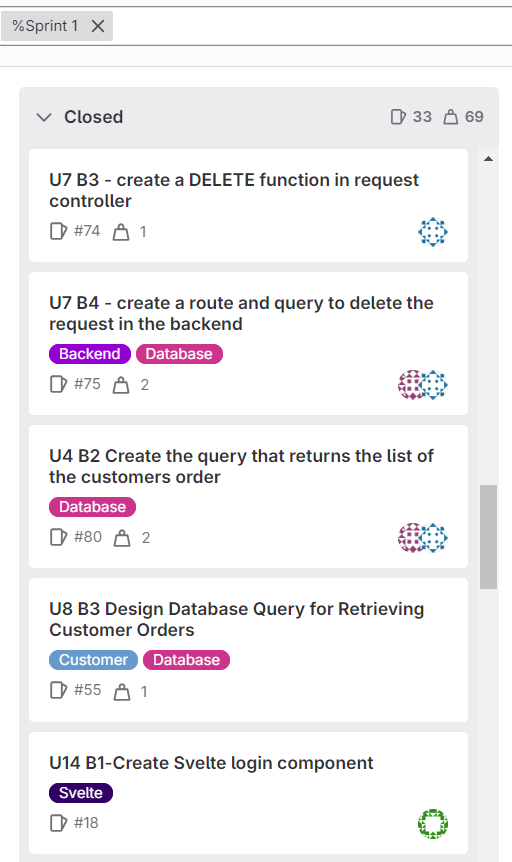 %Sprint 1
Closed 33 69
U7 B3 - create a DELETE function in request
controller
#74 1
U7 B4 - create a route and query to delete the
request in the backend
Backend Database
#75 2
U4 B2 Create the query that returns the list of
the customers order
Database
#80 2
U8 B3 Design Database Query for Retrieving
Customer Orders
Customer Database
#55 1
U14 B1-Create Svelte login component
Svelte
#18